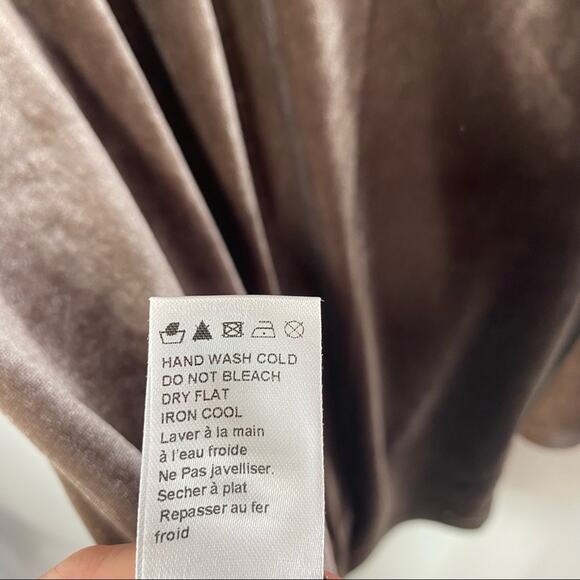 HAND WASH COLD
DO NOT BLEACH
DRY FLAT
IRON COOL
Laver à la main
à l'eau froide
Ne Pas javelliser.
Secher à plat
Repasser au fer
froid